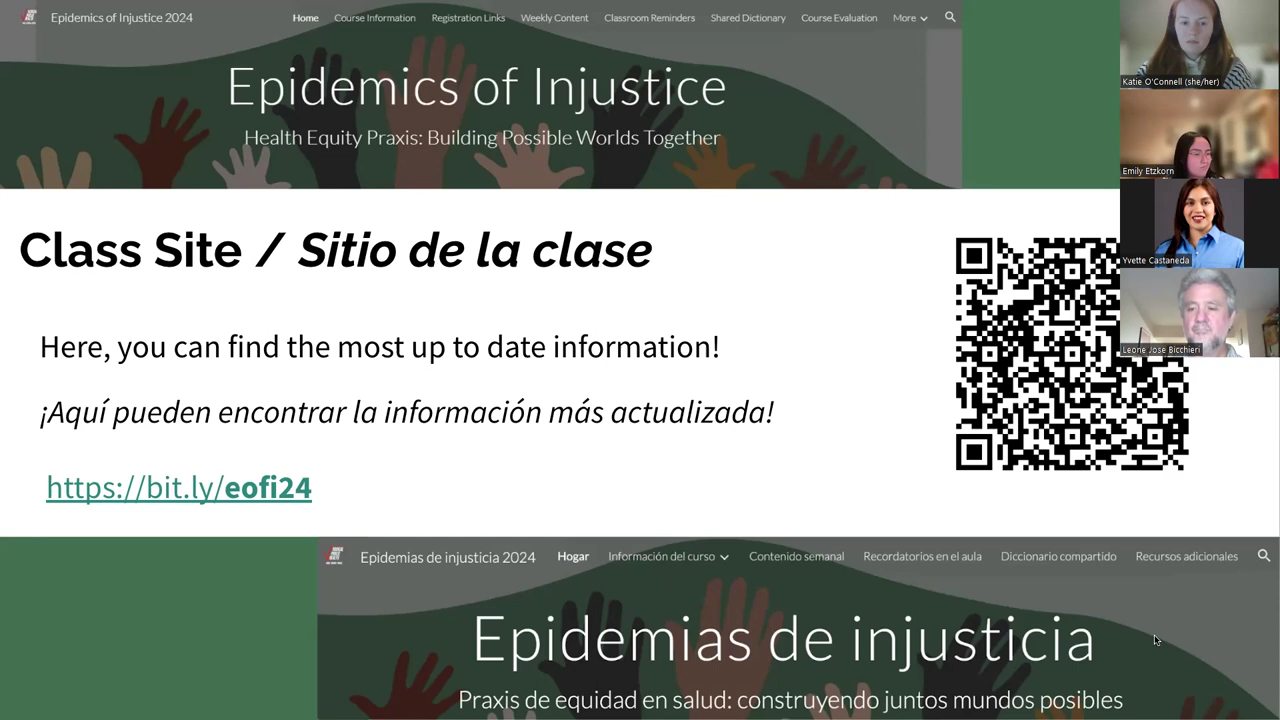 Epidemics of Injustice 2024
Home Course Information Registration Links Weekly Content Classroom Reminders Shared Dictionary Course Evaluation More
Epidemics of Injustice
Health Equity Praxis: Building Possible Worlds Together
Katie O'Connell (she/her)
Emily Etzkorn
Yvette Castaneda
Leone Jose Bicchieri
Class Site / Sitio de la clase
Here, you can find the most up to date information!
¡Aquí pueden encontrar la información más actualizada!
https://bit.ly/eofi24
Epidemias de injusticia 2024
Hogar Información del curso Contenido semanal Recordatorios en el aula Diccionario compartido Recursos adicionales
Epidemias de injusticia
Praxis de equidad en salud: construyendo juntos mundos posibles